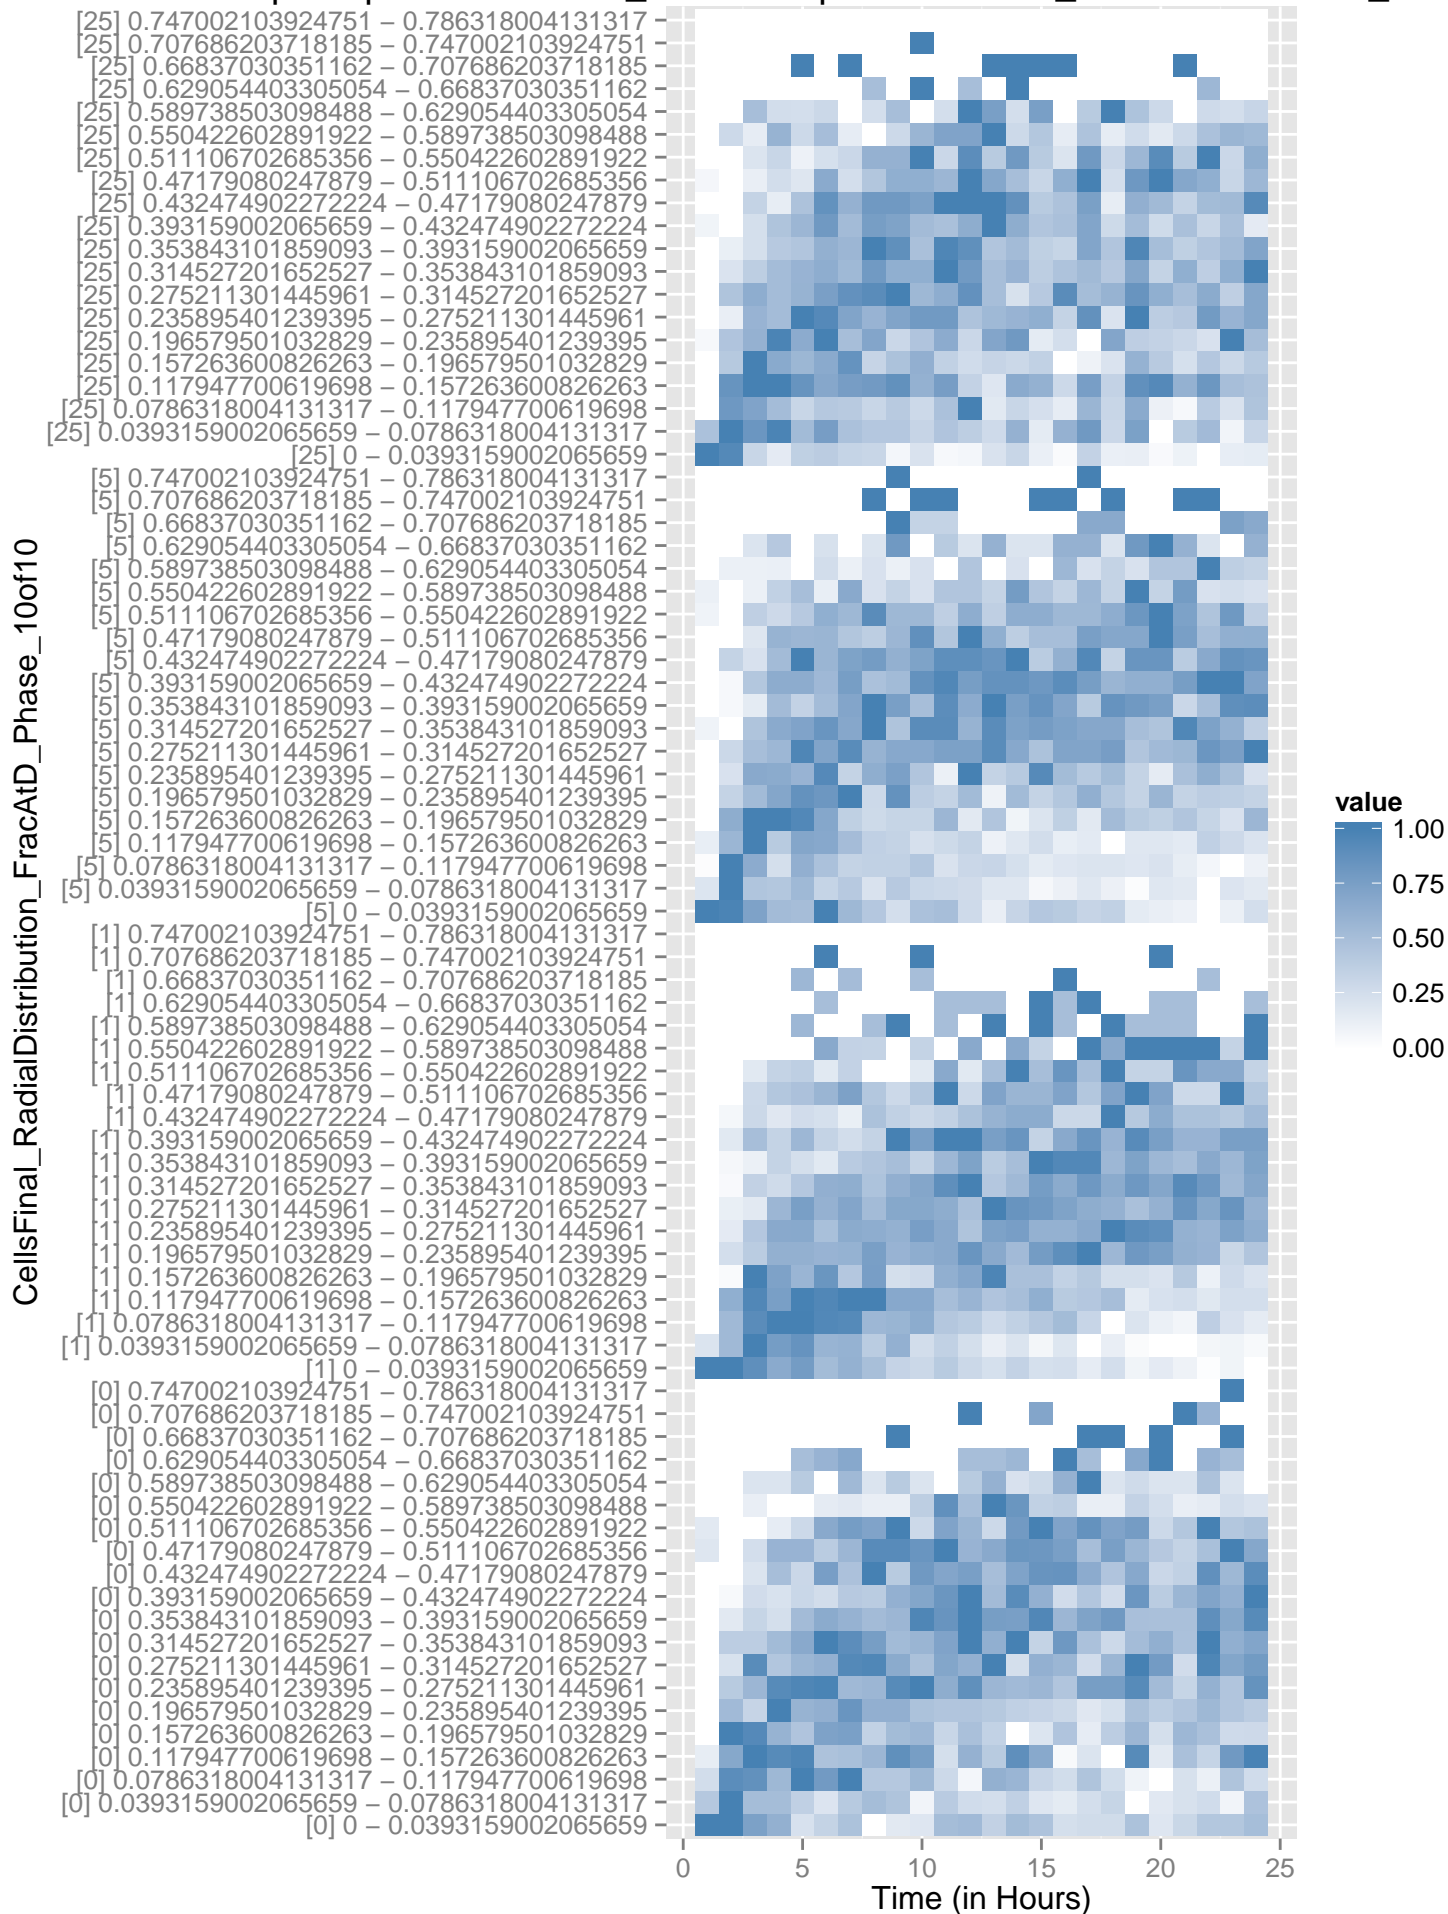 [25] 0.747002103924751 − 0.786318004131317
[25] 0.707686203718185 − 0.747002103924751
[25] 0.66837030351162 − 0.707686203718185
[25] 0.629054403305054 − 0.66837030351162
[25] 0.589738503098488 − 0.629054403305054
[25] 0.550422602891922 − 0.589738503098488
[25] 0.511106702685356 − 0.550422602891922
[25] 0.47179080247879 − 0.511106702685356
[25] 0.432474902272224 − 0.47179080247879
[25] 0.393159002065659 − 0.432474902272224
[25] 0.353843101859093 − 0.393159002065659
[25] 0.314527201652527 − 0.353843101859093
[25] 0.275211301445961 − 0.314527201652527
[25] 0.235895401239395 − 0.275211301445961
[25] 0.196579501032829 − 0.235895401239395
[25] 0.157263600826263 − 0.196579501032829
[25] 0.117947700619698 − 0.157263600826263
[25] 0.0786318004131317 − 0.117947700619698
[25] 0.0393159002065659 − 0.0786318004131317
[25] 0 − 0.0393159002065659
[5] 0.747002103924751 − 0.786318004131317
[5] 0.707686203718185 − 0.747002103924751
[5] 0.66837030351162 − 0.707686203718185
[5] 0.629054403305054 − 0.66837030351162
[5] 0.589738503098488 − 0.629054403305054
[5] 0.550422602891922 − 0.589738503098488
[5] 0.511106702685356 − 0.550422602891922
[5] 0.47179080247879 − 0.511106702685356
[5] 0.432474902272224 − 0.47179080247879
[5] 0.393159002065659 − 0.432474902272224
[5] 0.353843101859093 − 0.393159002065659
[5] 0.314527201652527 − 0.353843101859093
[5] 0.275211301445961 − 0.314527201652527
[5] 0.235895401239395 − 0.275211301445961
[5] 0.196579501032829 − 0.235895401239395
[5] 0.157263600826263 − 0.196579501032829
[5] 0.117947700619698 − 0.157263600826263
[5] 0.0786318004131317 − 0.117947700619698
[5] 0.0393159002065659 − 0.0786318004131317
[5] 0 − 0.0393159002065659
[1] 0.747002103924751 − 0.786318004131317
[1] 0.707686203718185 − 0.747002103924751
[1] 0.66837030351162 − 0.707686203718185
[1] 0.629054403305054 − 0.66837030351162
[1] 0.589738503098488 − 0.629054403305054
[1] 0.550422602891922 − 0.589738503098488
[1] 0.511106702685356 − 0.550422602891922
[1] 0.47179080247879 − 0.511106702685356
[1] 0.432474902272224 − 0.47179080247879
[1] 0.393159002065659 − 0.432474902272224
[1] 0.353843101859093 − 0.393159002065659
[1] 0.314527201652527 − 0.353843101859093
[1] 0.275211301445961 − 0.314527201652527
[1] 0.235895401239395 − 0.275211301445961
[1] 0.196579501032829 − 0.235895401239395
[1] 0.157263600826263 − 0.196579501032829
[1] 0.117947700619698 − 0.157263600826263
[1] 0.0786318004131317 − 0.117947700619698
[1] 0.0393159002065659 − 0.0786318004131317
[1] 0 − 0.0393159002065659
[0] 0.747002103924751 − 0.786318004131317
[0] 0.707686203718185 − 0.747002103924751
[0] 0.66837030351162 − 0.707686203718185
[0] 0.629054403305054 − 0.66837030351162
[0] 0.589738503098488 − 0.629054403305054
[0] 0.550422602891922 − 0.589738503098488
[0] 0.511106702685356 − 0.550422602891922
[0] 0.47179080247879 − 0.511106702685356
[0] 0.432474902272224 − 0.47179080247879
[0] 0.393159002065659 − 0.432474902272224
[0] 0.353843101859093 − 0.393159002065659
[0] 0.314527201652527 − 0.353843101859093
[0] 0.275211301445961 − 0.314527201652527
[0] 0.235895401239395 − 0.275211301445961
[0] 0.196579501032829 − 0.235895401239395
[0] 0.157263600826263 − 0.196579501032829
[0] 0.117947700619698 − 0.157263600826263
[0] 0.0786318004131317 − 0.117947700619698
[0] 0.0393159002065659 − 0.0786318004131317
[0] 0 − 0.0393159002065659
CellsFinal_RadialDistribution_FracAtD_Phase_10of10
0 5 10 15 20 25
Time (in Hours)
value
1.00
0.75
0.50
0.25
0.00